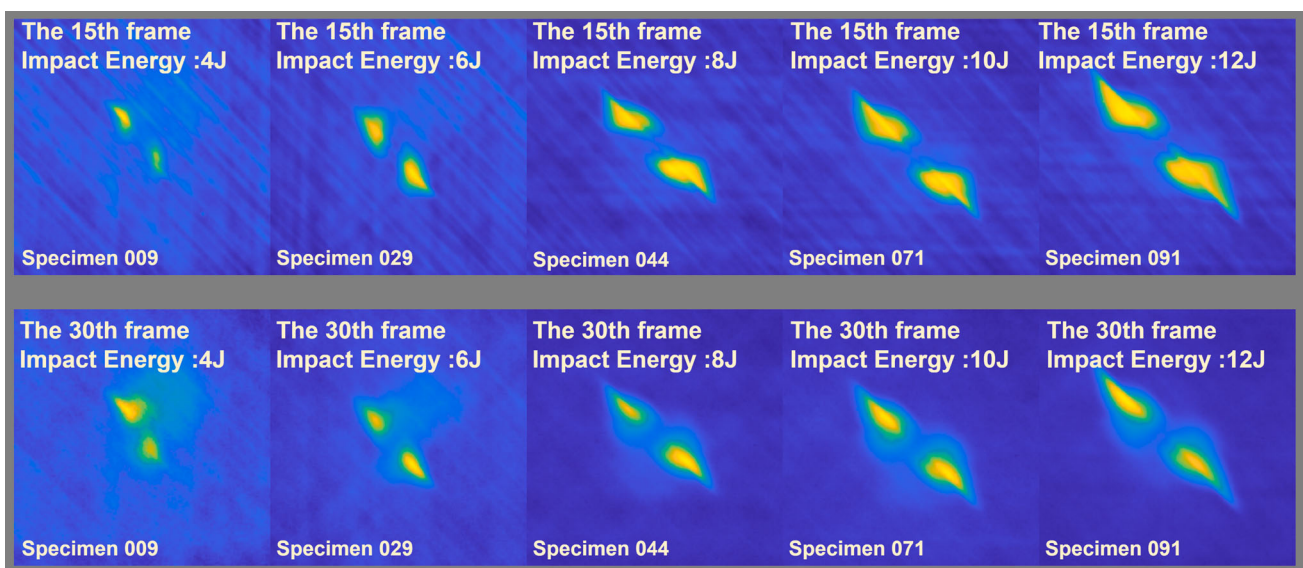 The 15th frame
Impact Energy :4J
Specimen 009
The 15th frame
Impact Energy :6J
Specimen 029
The 15th frame
Impact Energy :8J
Specimen 044
The 15th frame
Impact Energy :10J
Specimen 071
The 15th frame
Impact Energy :12J
Specimen 091
The 30th frame
Impact Energy :4J
Specimen 009
The 30th frame
Impact Energy :6J
Specimen 029
The 30th frame
Impact Energy :8J
Specimen 044
The 30th frame
Impact Energy :10J
Specimen 071
The 30th frame
Impact Energy :12J
Specimen 091